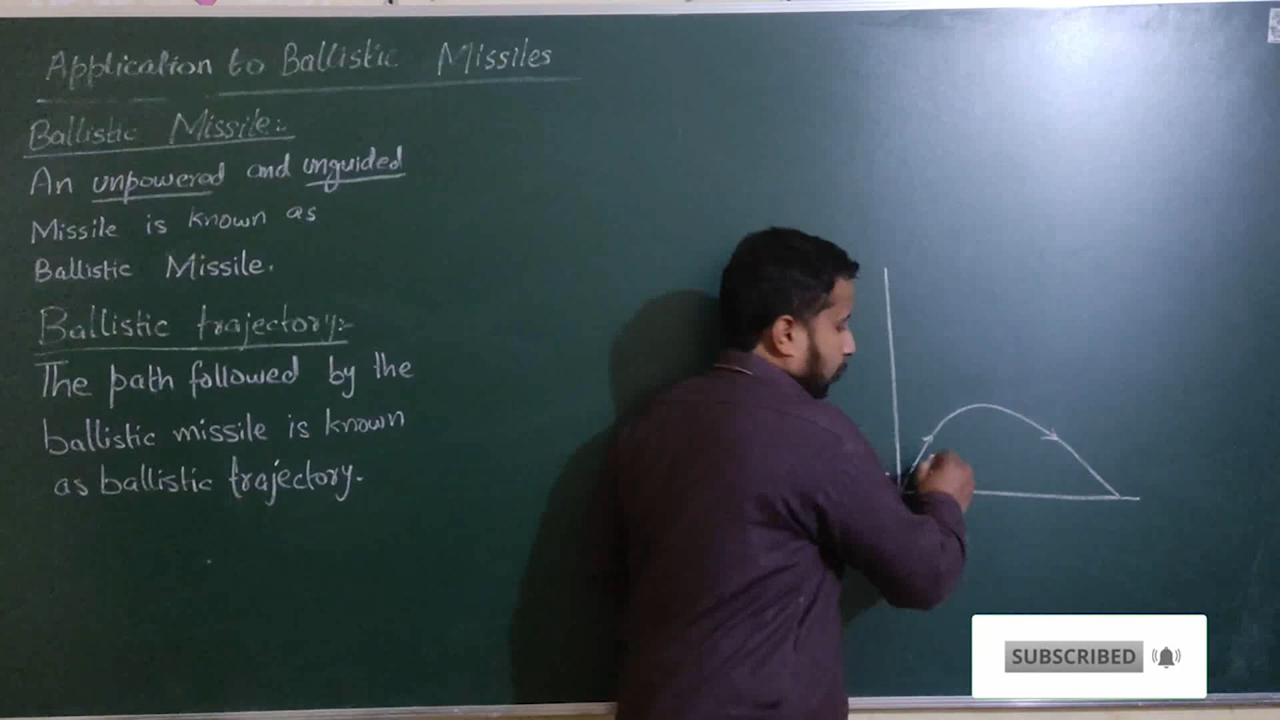 Application to Ballistic Missiles
Ballistic Missile:-
An unpowered and unguided
Missile is known as
Ballistic Missile.
Ballistic trajectory:-
The path followed by the
ballistic missile is known
as ballistic trajectory.
SUBSCRIBED